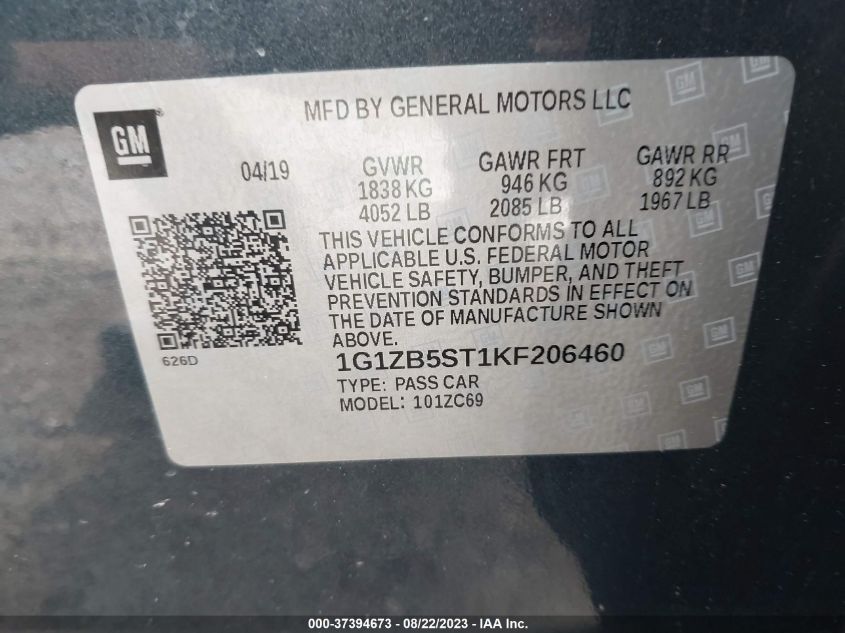 MFD BY GENERAL MOTORS LLC
GM
04/19
GVWR
1838 KG
4052 LB
GAWR FRT
946 KG
2085 LB
GAWR RR
892 KG
1967 LB
THIS VEHICLE CONFORMS TO ALL
APPLICABLE U.S. FEDERAL MOTOR
VEHICLE SAFETY, BUMPER, AND THEFT
PREVENTION STANDARDS IN EFFECT ON
THE DATE OF MANUFACTURE SHOWN
ABOVE.
626D
1G1ZB5ST1KF206460
TYPE: PASS CAR
MODEL: 101ZC69
000-37394673 - 08/22/2023 - © IAA, Inc.